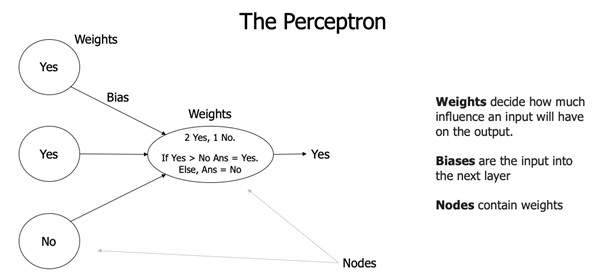 The Perceptron
Weights
Yes
Bias
Weights
Yes
2 Yes, 1 No.
If Yes > No Ans = Yes.
Else, Ans = No
Yes
No
Nodes
Weights decide how much
influence an input will have
on the output.
Biases are the input into
the next layer
Nodes contain weights